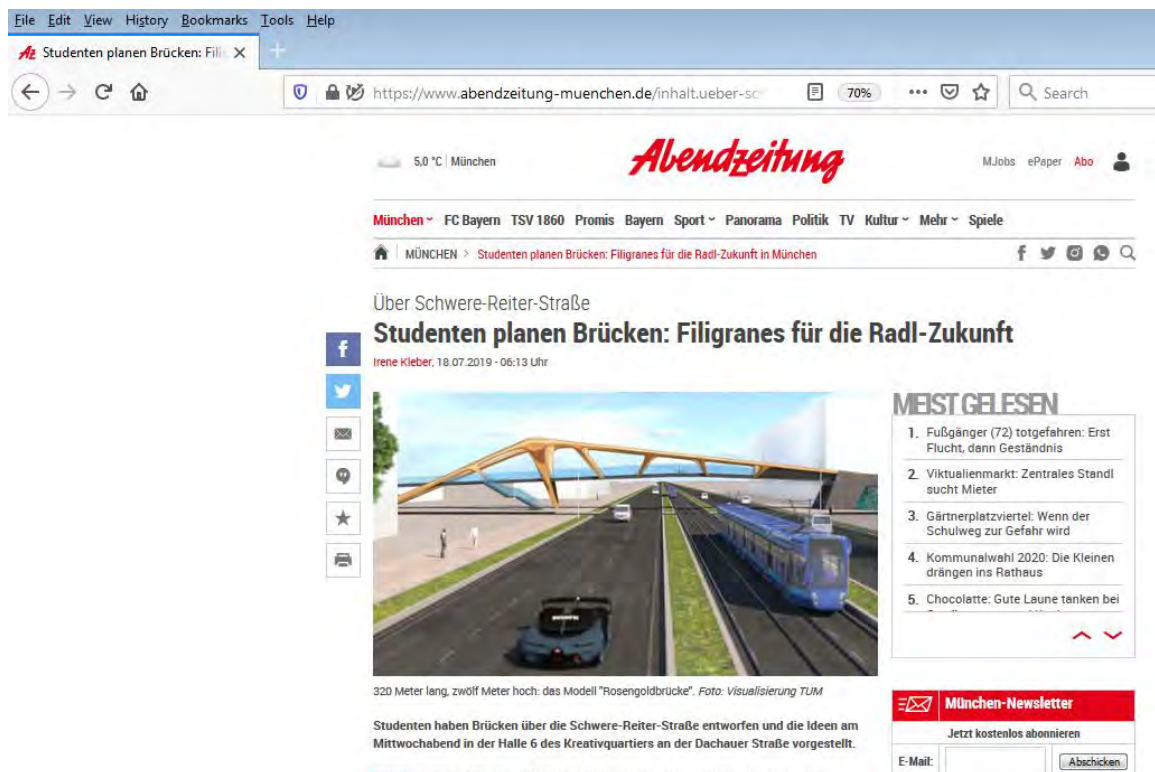 File Edit View History Bookmarks Tools Help
Studenten planen Brücken: Fili
https://www.abendzeitung-muenchen.de/inhalt.ueber-sc
70%
Search
5,0 °C München
Abendzeitung
MJobs ePaper Abo
München FC Bayern TSV 1860 Promis Bayern Sport Panorama Politik TV Kultur Mehr Spiele
MÜNCHEN > Studenten planen Brücken: Filigranes für die Radl-Zukunft in München
Über Schwere-Reiter-Straße
Studenten planen Brücken: Filigranes für die Radl-Zukunft
Irene Kleber, 18.07.2019 - 06:13 Uhr
320 Meter lang, zwölf Meter hoch: das Modell "Rosengoldbrücke". Foto: Visualisierung TUM
Studenten haben Brücken über die Schwere-Reiter-Straße entworfen und die Ideen am
Mittwochabend in der Halle 6 des Kreativquartiers an der Dachauer Straße vorgestellt.
MEISTGELESEN
1. Fußgänger (72) totgefahren: Erst
Flucht, dann Geständnis
2. Viktualienmarkt: Zentrales Standl
sucht Mieter
3. Gärtnerplatzviertel: Wenn der
Schulweg zur Gefahr wird
4. Kommunalwahl 2020: Die Kleinen
drängen ins Rathaus
5. Chocolatte: Gute Laune tanken bei
München-Newsletter
Jetzt kostenlos abonnieren
E-Mail:
Abschicken